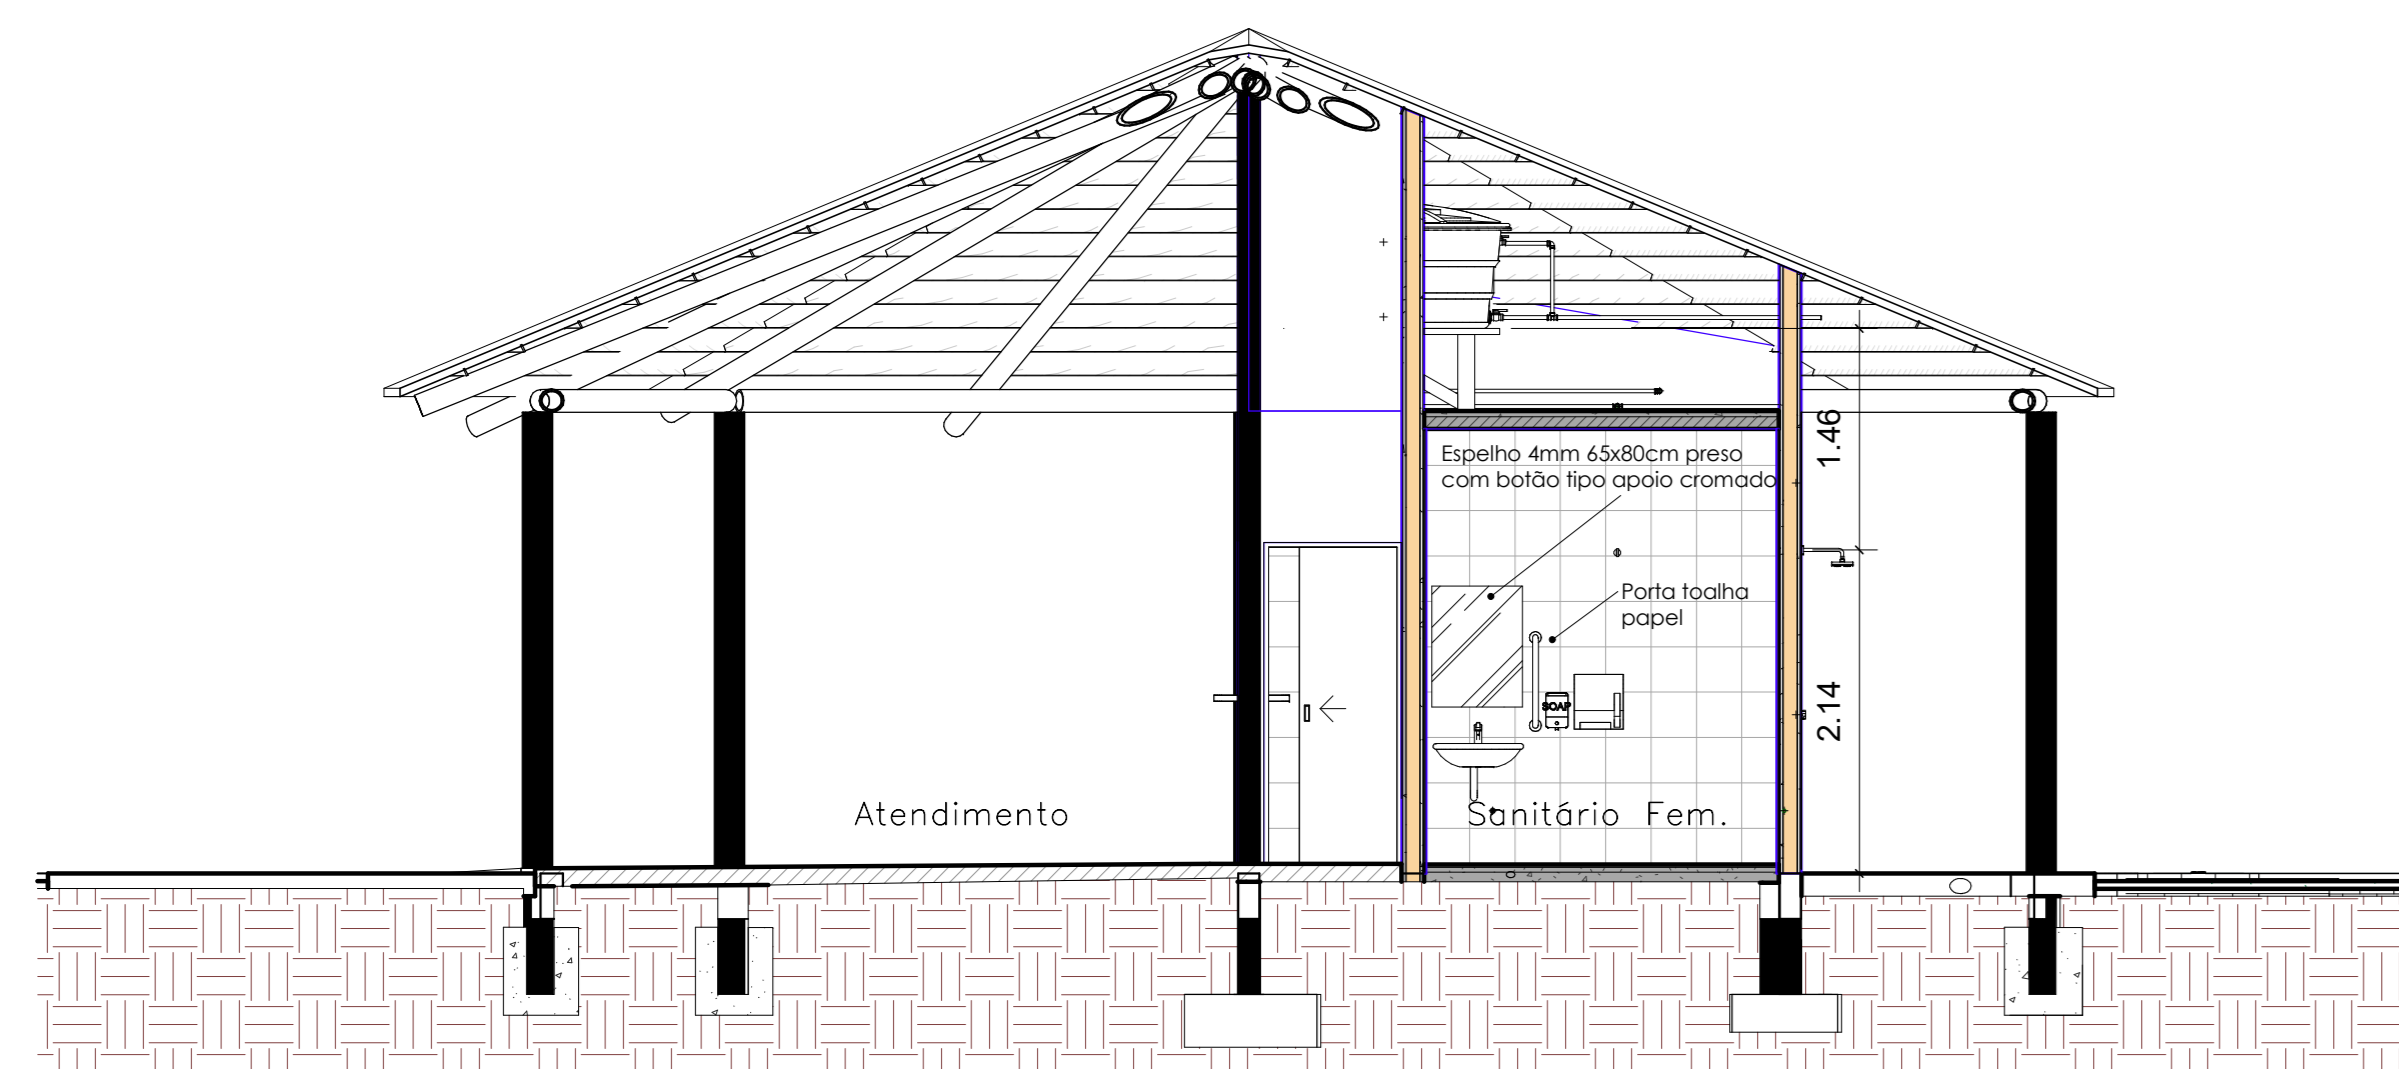 Espelho 4mm 65x80cm preso
com botão tipo apoio cromado
1.46
Porta toalha
papel
SOAP
2.14
Atendimento
Sanitário Fem.